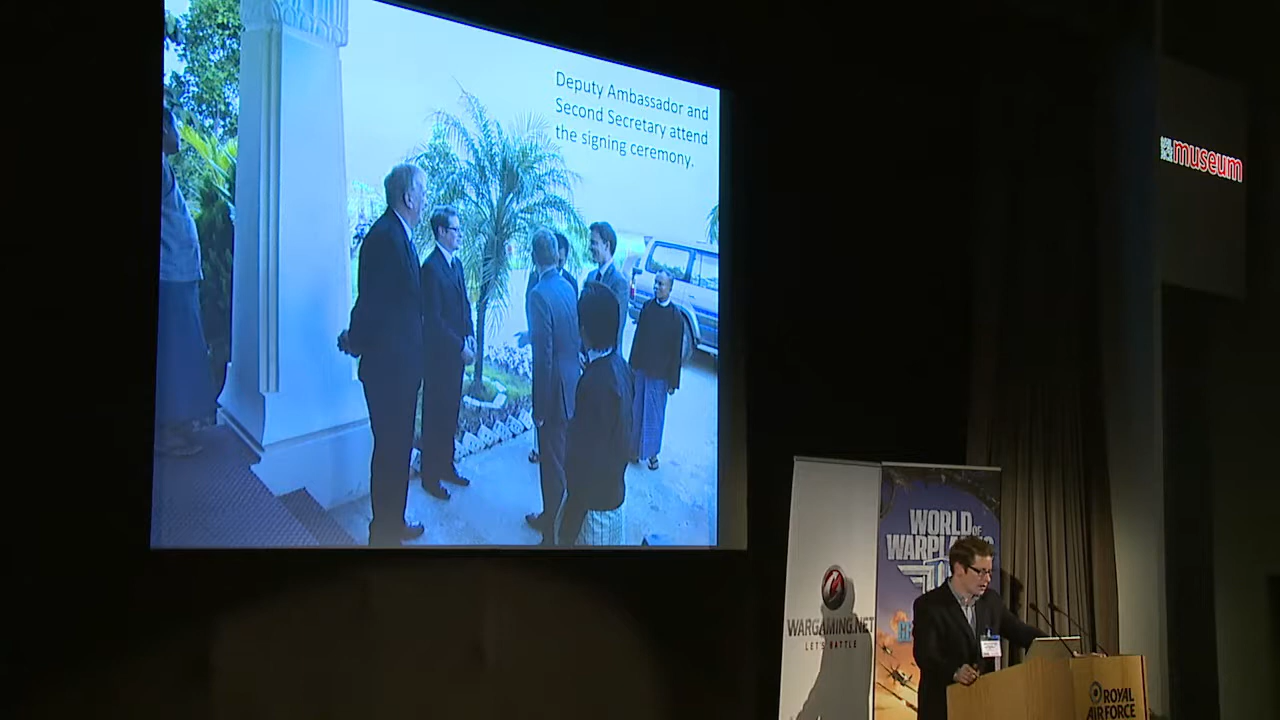 Deputy Ambassador and
Second Secretary attend
the signing ceremony.
museum
WORLD OF
WARGAMING.NET
LET'S BATTLE
ROYAL
AIR FORCE